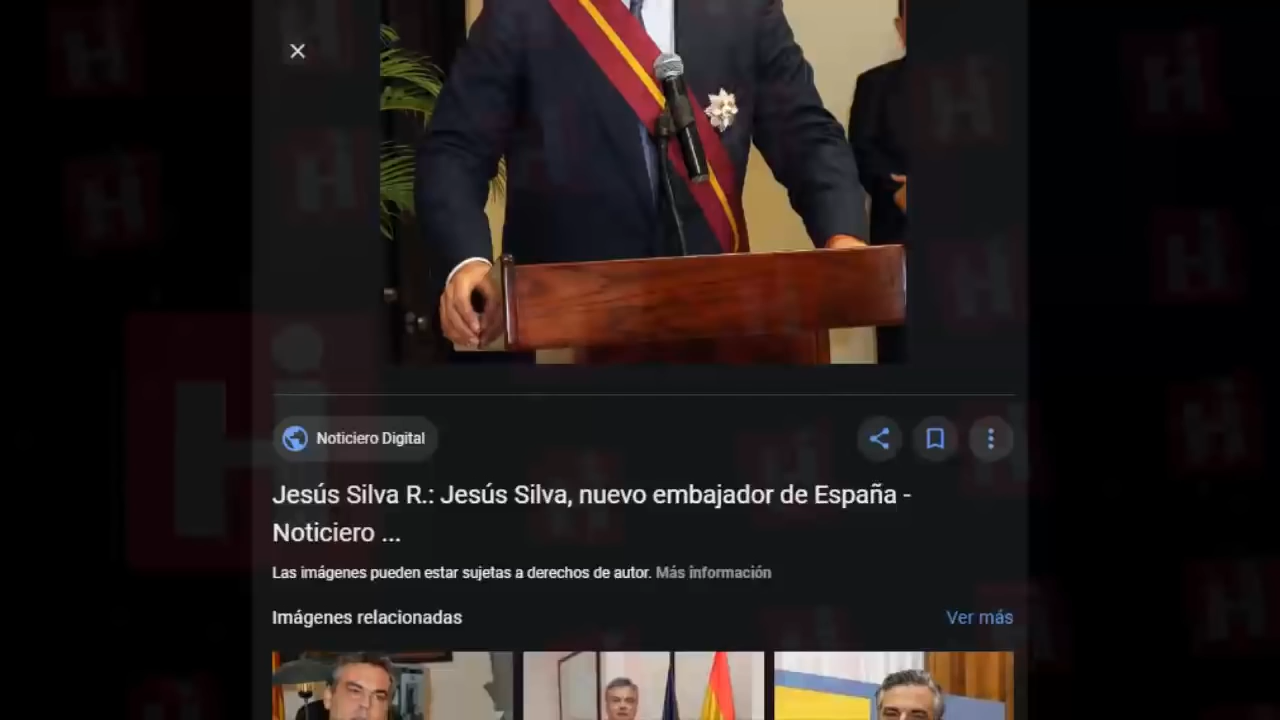 Noticiero Digital
Jesús Silva R.: Jesús Silva, nuevo embajador de España -
Noticiero ...
Las imágenes pueden estar sujetas a derechos de autor. Más información
Imágenes relacionadas
Ver más